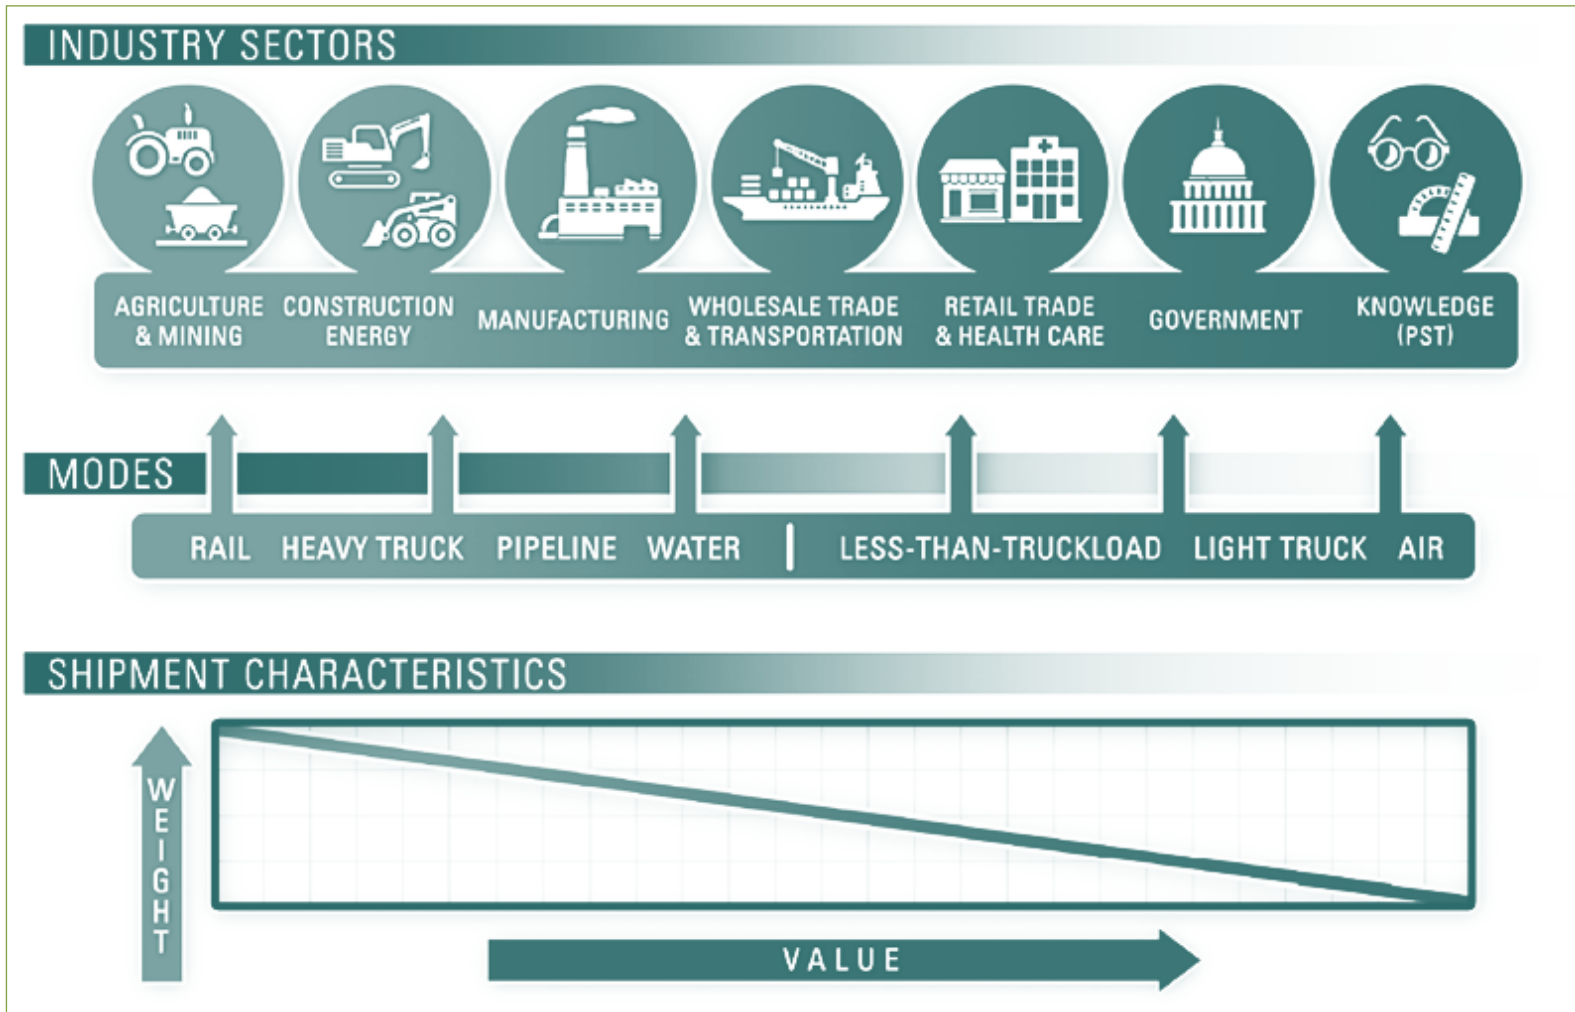 INDUSTRY SECTORS
AGRICULTURE
& MINING
CONSTRUCTION
ENERGY
MANUFACTURING
WHOLESALE TRADE
& TRANSPORTATION
RETAIL TRADE
& HEALTH CARE
GOVERNMENT
KNOWLEDGE
(PST)
MODES
RAIL HEAVY TRUCK PIPELINE WATER | LESS-THAN-TRUCKLOAD LIGHT TRUCK AIR
SHIPMENT CHARACTERISTICS
WEIGHT
VALUE